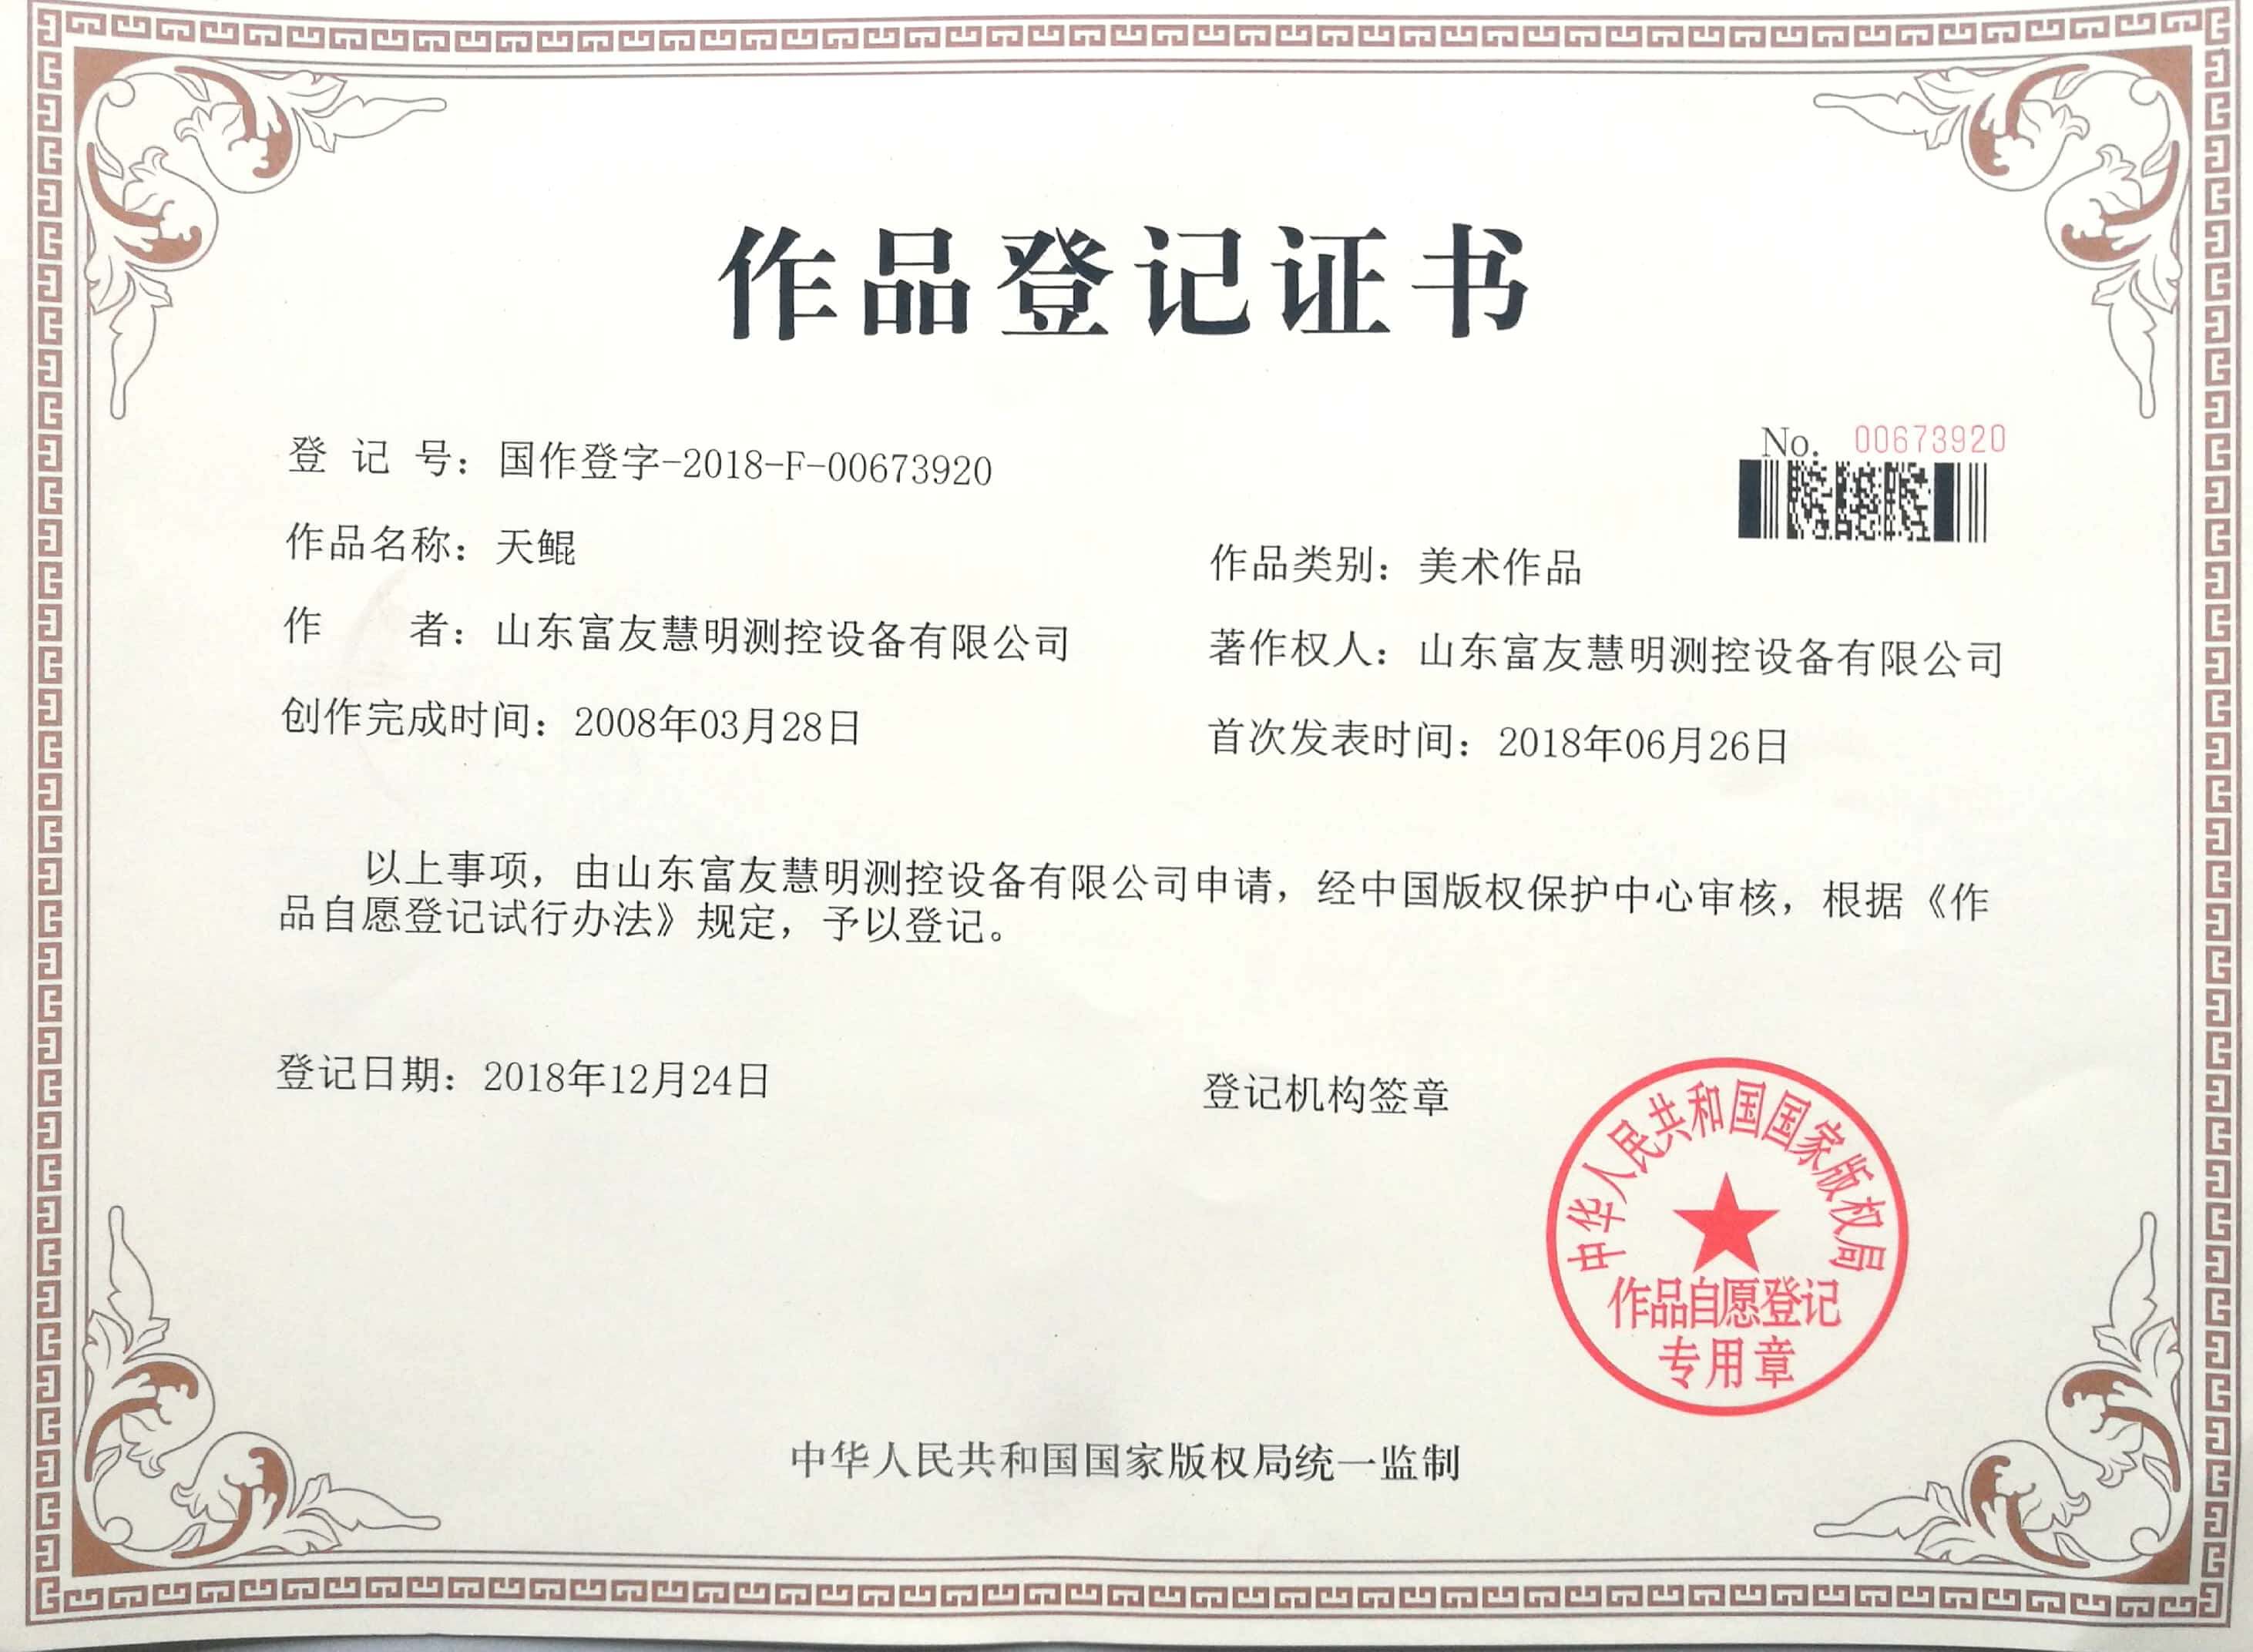 作品登记证书
No. 00673920
登 记 号：国作登字-2018-F-00673920
作品名称：天鲲
作品类别：美术作品
作 者：山东富友慧明测控设备有限公司
著作权人：山东富友慧明测控设备有限公司
创作完成时间：2008年03月28日
首次发表时间：2018年06月26日
以上事项，由山东富友慧明测控设备有限公司申请，经中国版权保护中心审核，根据《作
品自愿登记试行办法》规定，予以登记。
登记日期：2018年12月24日
登记机构签章
中华人民共和国国家版权局
作品自愿登记
专用章
中华人民共和国国家版权局统一监制